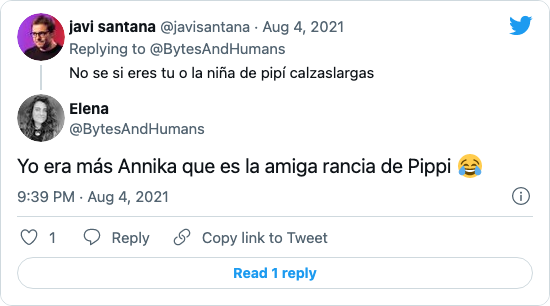 javi santana @javisantana · Aug 4, 2021
Replying to @BytesAndHumans
No se si eres tu o la niña de pipí calzaslargas
Elena
@BytesAndHumans
Yo era más Annika que es la amiga rancia de Pippi 😂
9:39 PM · Aug 4, 2021
1 Reply Copy link to Tweet
Read 1 reply